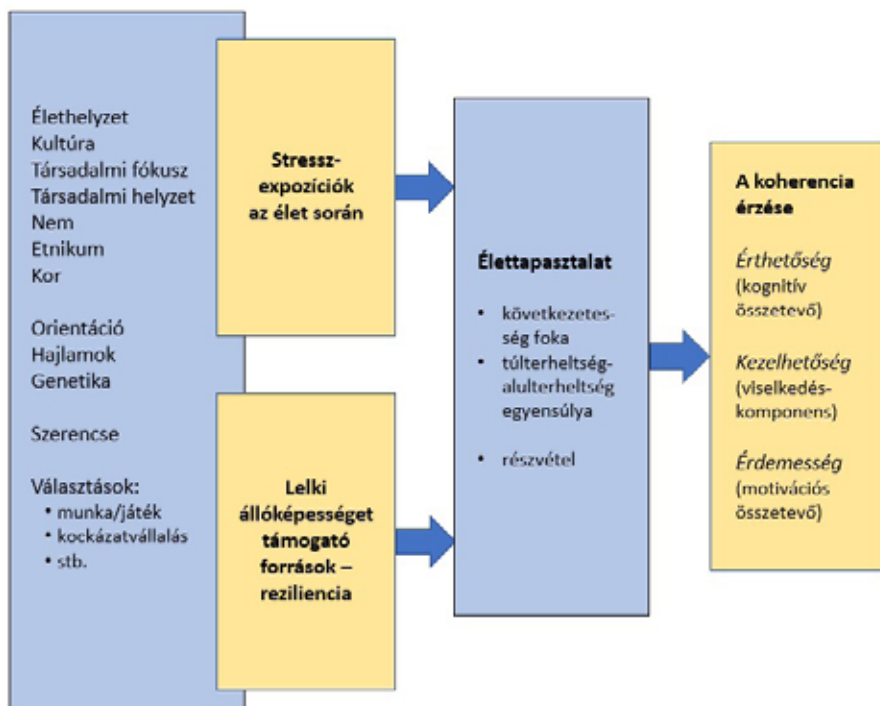 Élethelyzet
Kultúra
Társadalmi fókusz
Társadalmi helyzet
Nem
Etnikum
Kor
Orientáció
Hajlamok
Genetika
Szerencse
Választások:
• munka/játék
• kockázatvállalás
• stb.
Stressz-
expozíciók
az élet során
Lelki
állóképességet
támogató
források –
reziliencia
Élettapasztalat
• következetes-
ség foka
• túlterheltség-
alulterheltség
egyensúlya
• részvétel
A koherencia
érzése
Érthetőség
(kognitív
összetevő)
Kezelhetőség
(viselkedés-
komponens)
Érdemesség
(motivációs
összetevő)